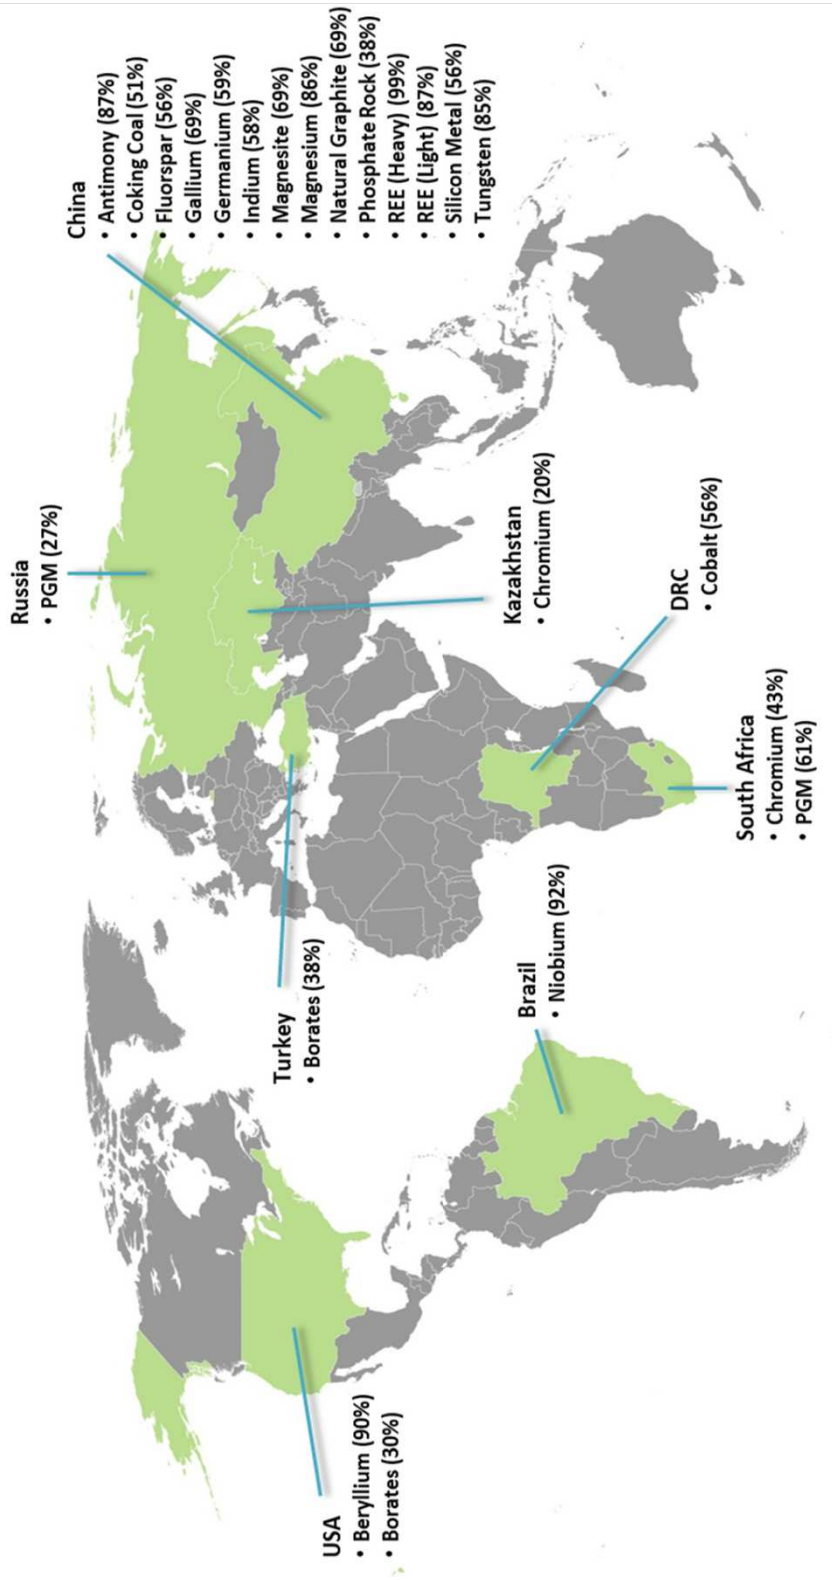 Russia
• PGM (27%)
China
• Antimony (87%)
• Coking Coal (51%)
• Fluorspar (56%)
• Gallium (69%)
• Germanium (59%)
• Indium (58%)
• Magnesite (69%)
• Magnesium (86%)
• Natural Graphite (69%)
• Phosphate Rock (38%)
• REE (Heavy) (99%)
• REE (Light) (87%)
• Silicon Metal (56%)
• Tungsten (85%)
Turkey
• Borates (38%)
USA
• Beryllium (90%)
• Borates (30%)
Kazakhstan
• Chromium (20%)
Brazil
• Niobium (92%)
DRC
• Cobalt (56%)
South Africa
• Chromium (43%)
• PGM (61%)